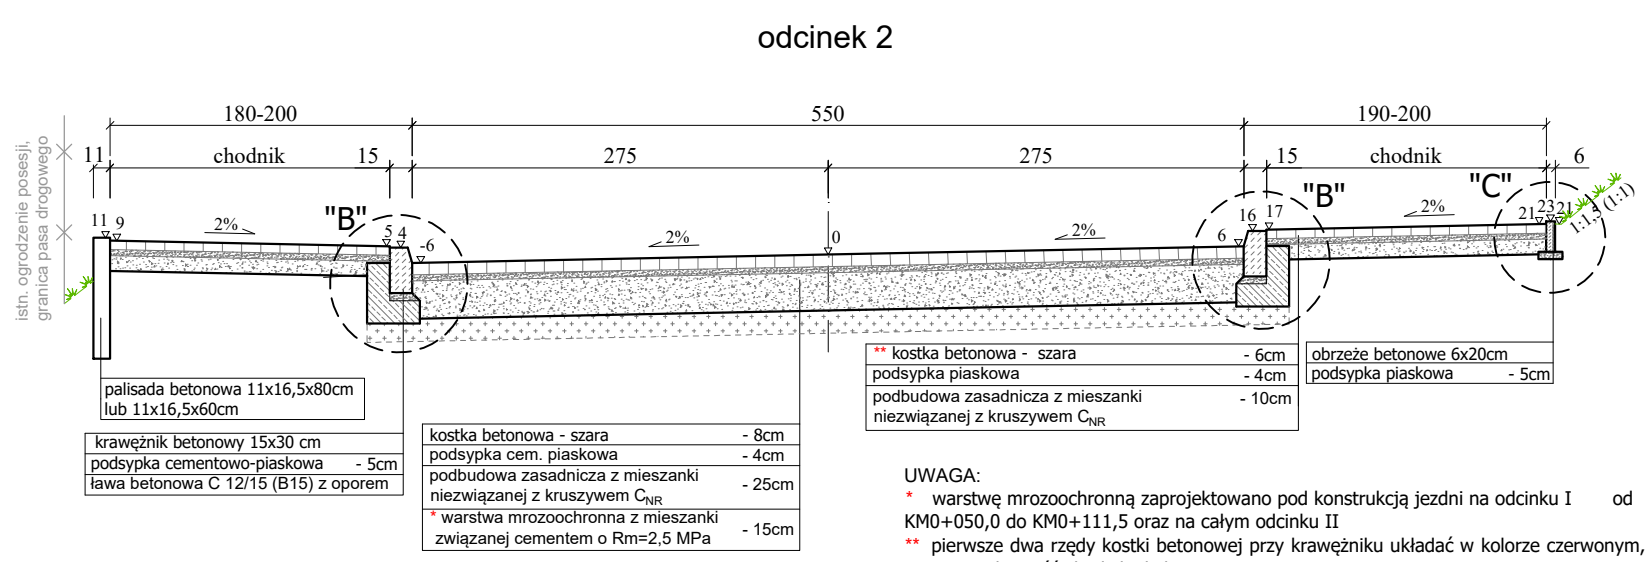 odcinek 2
180-200
550
190-200
11
chodnik
15
275
275
15
chodnik
6
istn. ogrodzenie posesji,
granica pasa drogowego
"B"
"B"
"C"
11
9
2%
5
4
-6
2%
0
2%
6
16
17
2%
21
23
21
1:1,5 (1:1)
palisada betonowa 11x16,5x80cm
lub 11x16,5x60cm
krawężnik betonowy 15x30 cm
podsypka cementowo-piaskowa - 5cm
ława betonowa C 12/15 (B15) z oporem
kostka betonowa - szara - 8cm
podsypka cem. piaskowa - 4cm
podbudowa zasadnicza z mieszanki
niezwiązanej z kruszywem CNR - 25cm
* warstwa mrozoochronna z mieszanki
związanej cementem o Rm=2,5 MPa - 15cm
** kostka betonowa - szara - 6cm
podsypka piaskowa - 4cm
podbudowa zasadnicza z mieszanki - 10cm
niezwiązanej z kruszywem CNR
obrzeże betonowe 6x20cm
podsypka piaskowa - 5cm
UWAGA:
* warstwę mrozoochronną zaprojektowano pod konstrukcją jezdni na odcinku I od
KM0+050,0 do KM0+111,5 oraz na całym odcinku II
** pierwsze dwa rzędy kostki betonowej przy krawężniku układać w kolorze czerwonym,